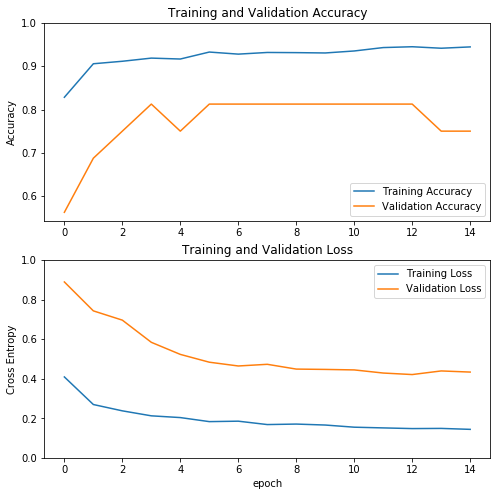 Training and Validation Accuracy
1.0
0.9
0.8
0.7
0.6
Accuracy
Training Accuracy
Validation Accuracy
0 2 4 6 8 10 12 14
Training and Validation Loss
1.0
0.8
0.6
0.4
0.2
0.0
Cross Entropy
Training Loss
Validation Loss
0 2 4 6 8 10 12 14
epoch